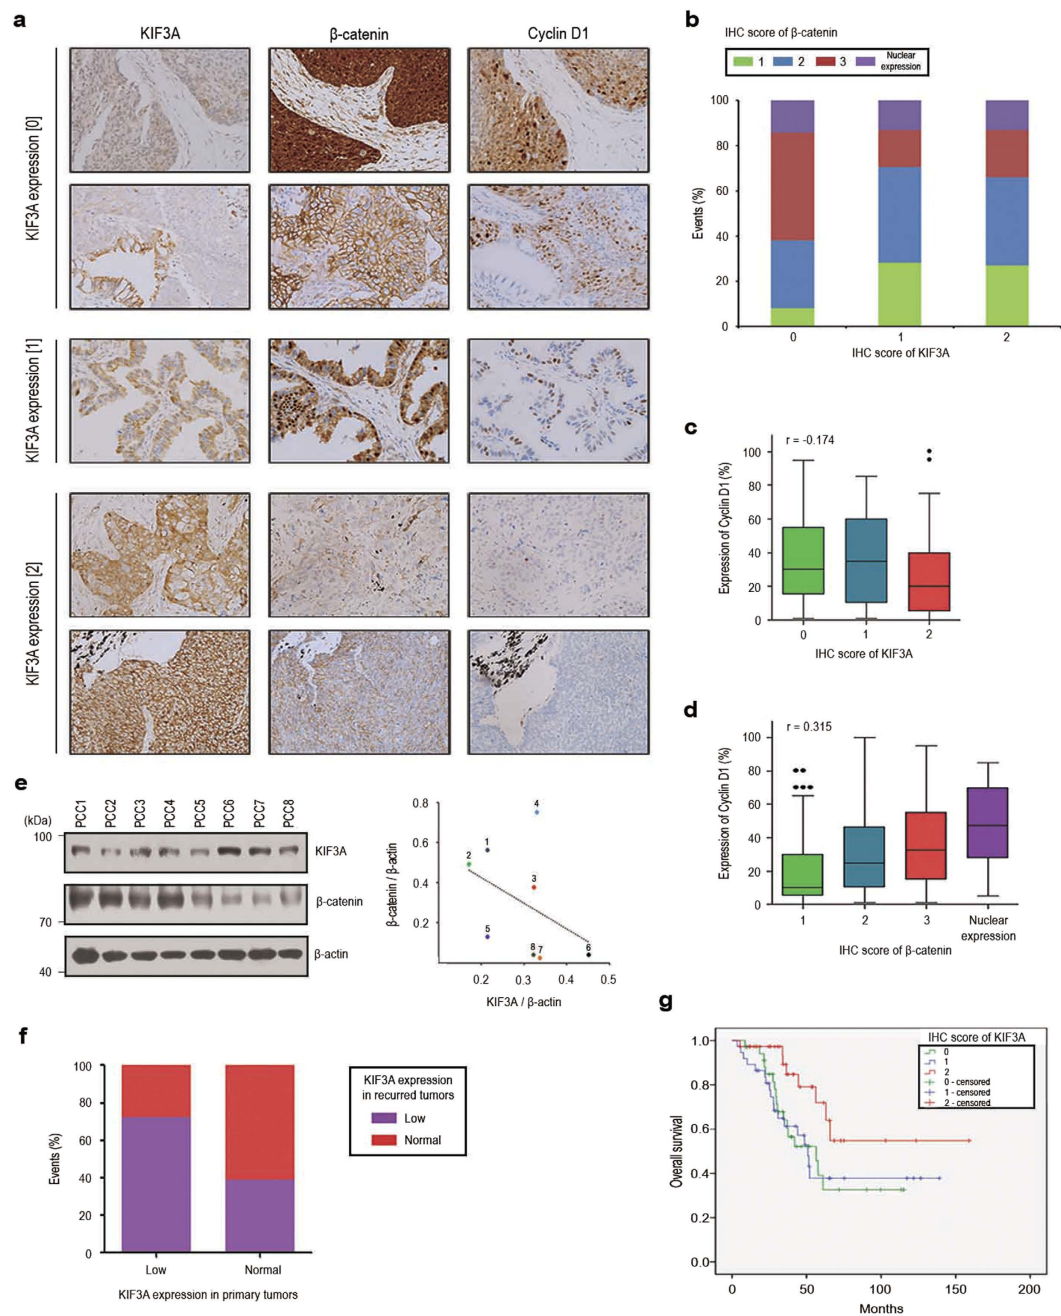 a
KIF3A
β-catenin
Cyclin D1
KIF3A expression [0]
KIF3A expression [1]
KIF3A expression [2]
b
IHC score of β-catenin
1
2
3
Nuclear
expression
100
80
60
40
20
0
Events (%)
0
1
2
IHC score of KIF3A
c
r = -0.174
100
80
60
40
20
0
Expression of Cyclin D1 (%)
0
1
2
IHC score of KIF3A
d
r = 0.315
100
80
60
40
20
0
Expression of Cyclin D1 (%)
1
2
3
Nuclear
expression
IHC score of β-catenin
e
(kDa)
PCC1
PCC2
PCC3
PCC4
PCC5
PCC6
PCC7
PCC8
100
KIF3A
β-catenin
70
β-actin
40
0.8
0.6
0.4
0.2
β-catenin / β-actin
1
2
3
4
5
6
7
8
0.2
0.3
0.4
0.5
KIF3A / β-actin
f
100
80
60
40
20
0
Events (%)
Low
Normal
KIF3A expression in primary tumors
KIF3A expression
in recurred tumors
Low
Normal
g
IHC score of KIF3A
0
1
2
0 - censored
1 - censored
2 - censored
1.0
0.8
0.6
0.4
0.2
0.0
Overall survival
0
50
100
150
200
Months